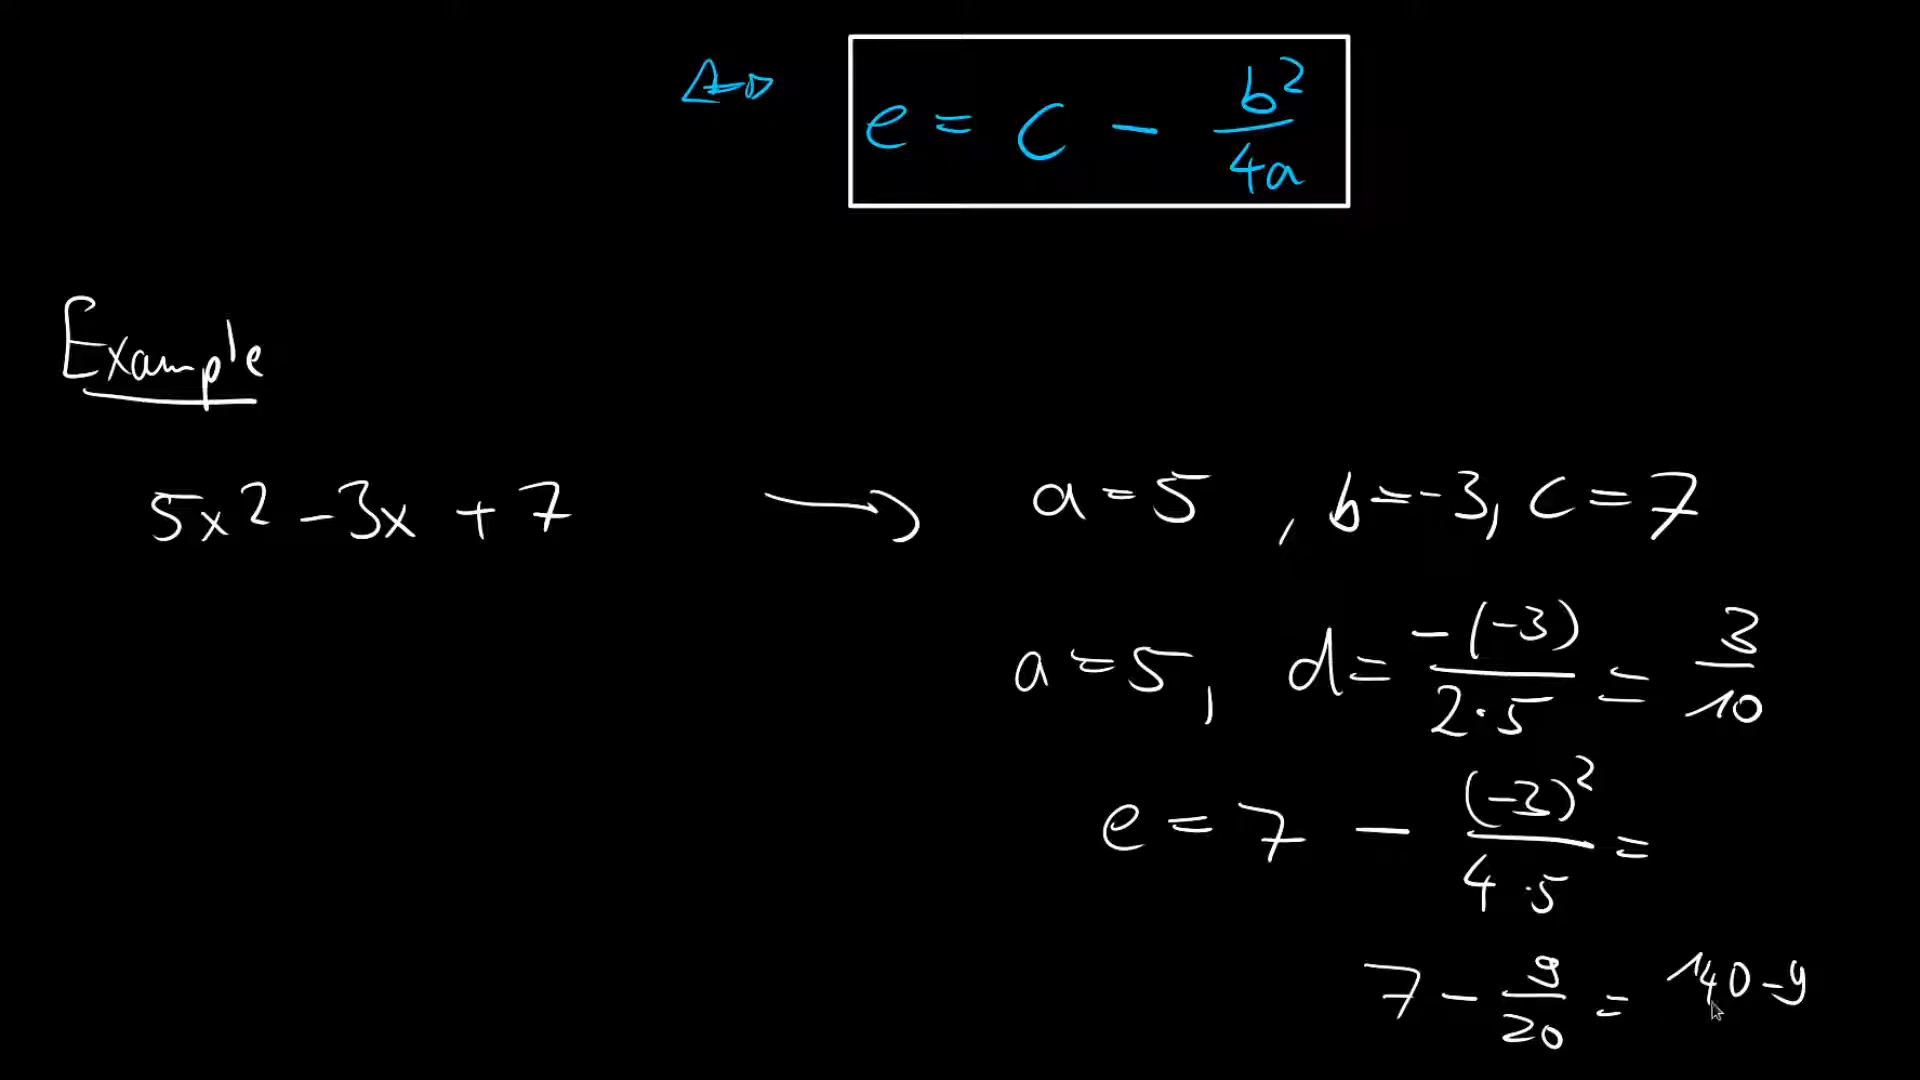 ⇔ e = c - b²/4a
Example
5x² - 3x + 7 → a = 5 , b = -3, c = 7
a = 5, d = -(-3)/2·5 = 3/10
e = 7 - (-3)²/4·5 =
7 - 9/20 = 140 - 9